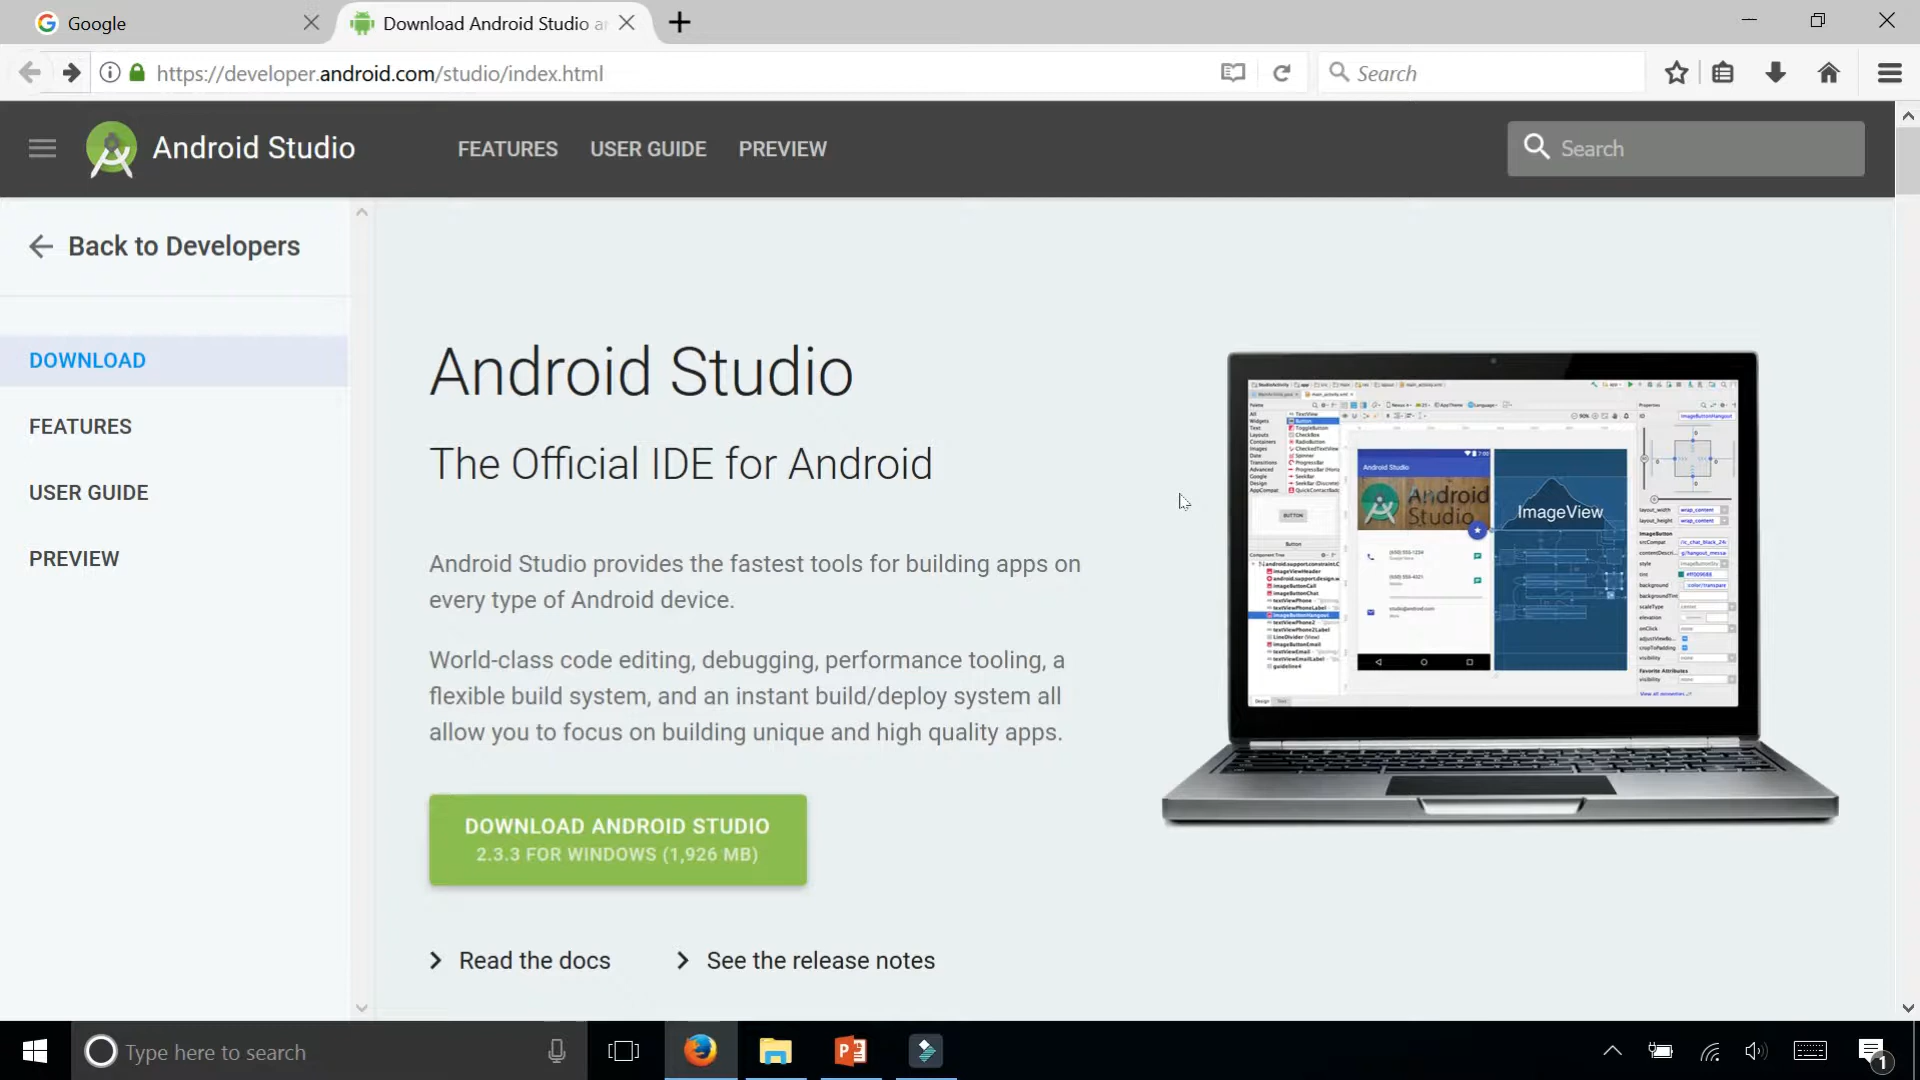 Google
Download Android Studio ar
https://developer.android.com/studio/index.html
Search
Android Studio
FEATURES
USER GUIDE
PREVIEW
Search
Back to Developers
DOWNLOAD
FEATURES
USER GUIDE
PREVIEW
Android Studio
The Official IDE for Android
Android Studio provides the fastest tools for building apps on
every type of Android device.
World-class code editing, debugging, performance tooling, a
flexible build system, and an instant build/deploy system all
allow you to focus on building unique and high quality apps.
DOWNLOAD ANDROID STUDIO
2.3.3 FOR WINDOWS (1,926 MB)
Read the docs
See the release notes
Android Studio
Android
Studio
ImageView
BUTTON
Button
Type here to search
1